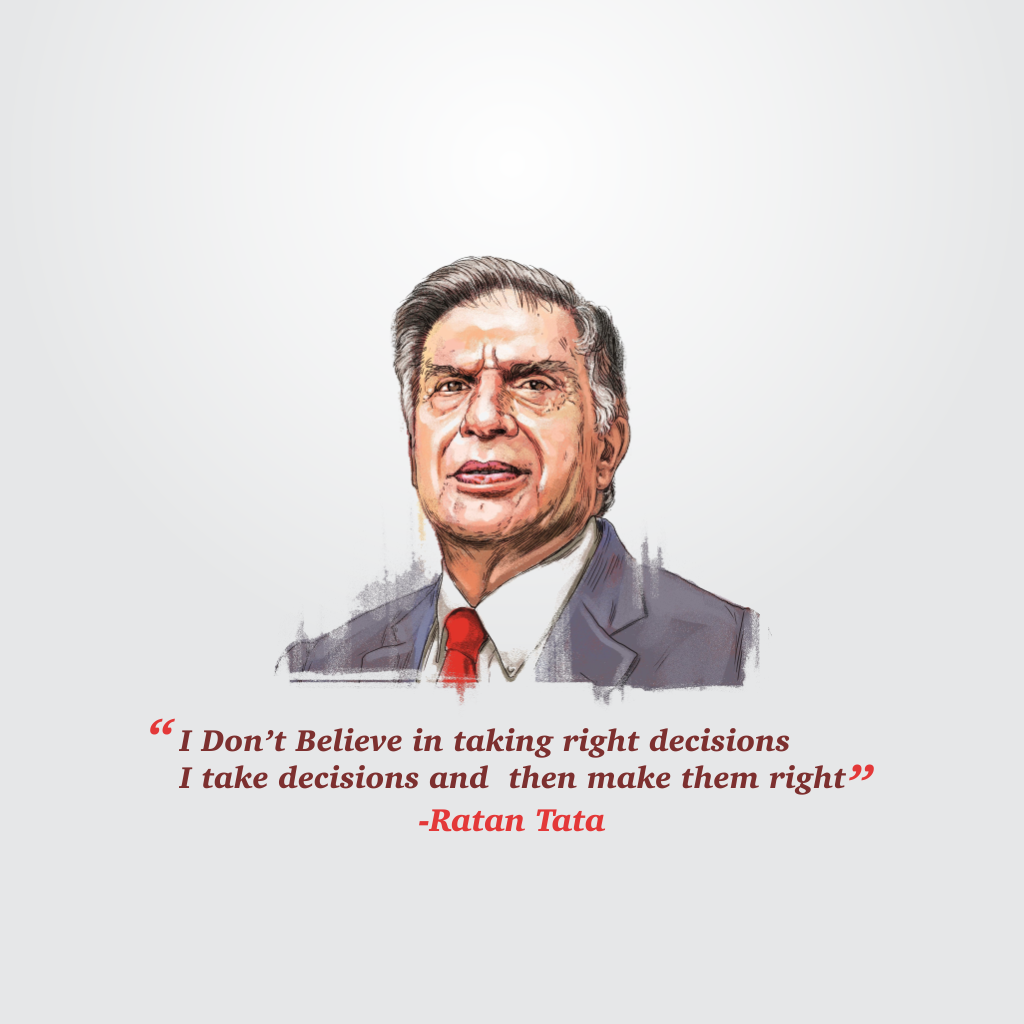 “I Don’t Believe in taking right decisions
I take decisions and  then make them right”
-Ratan Tata